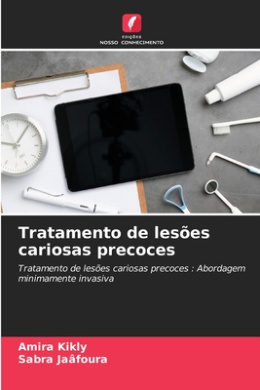 edições
NOSSO CONHECIMENTO
Tratamento de lesões
cariosas precoces
Tratamento de lesões cariosas precoces : Abordagem
minimamente invasiva
Amira Kikly
Sabra Jaâfoura